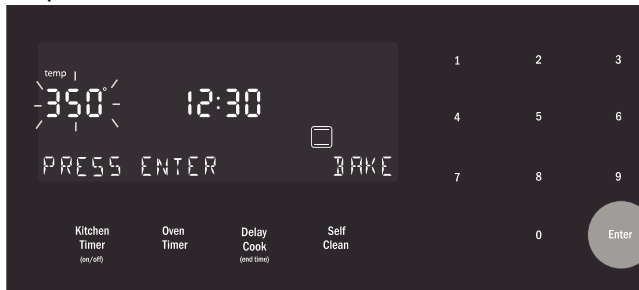 temp
350°
12:30
PRESS ENTER
BAKE
1 2 3
4 5 6
7 8 9
0 Enter
Kitchen
Timer
(on/off)
Oven
Timer
Delay
Cook
(end time)
Self
Clean